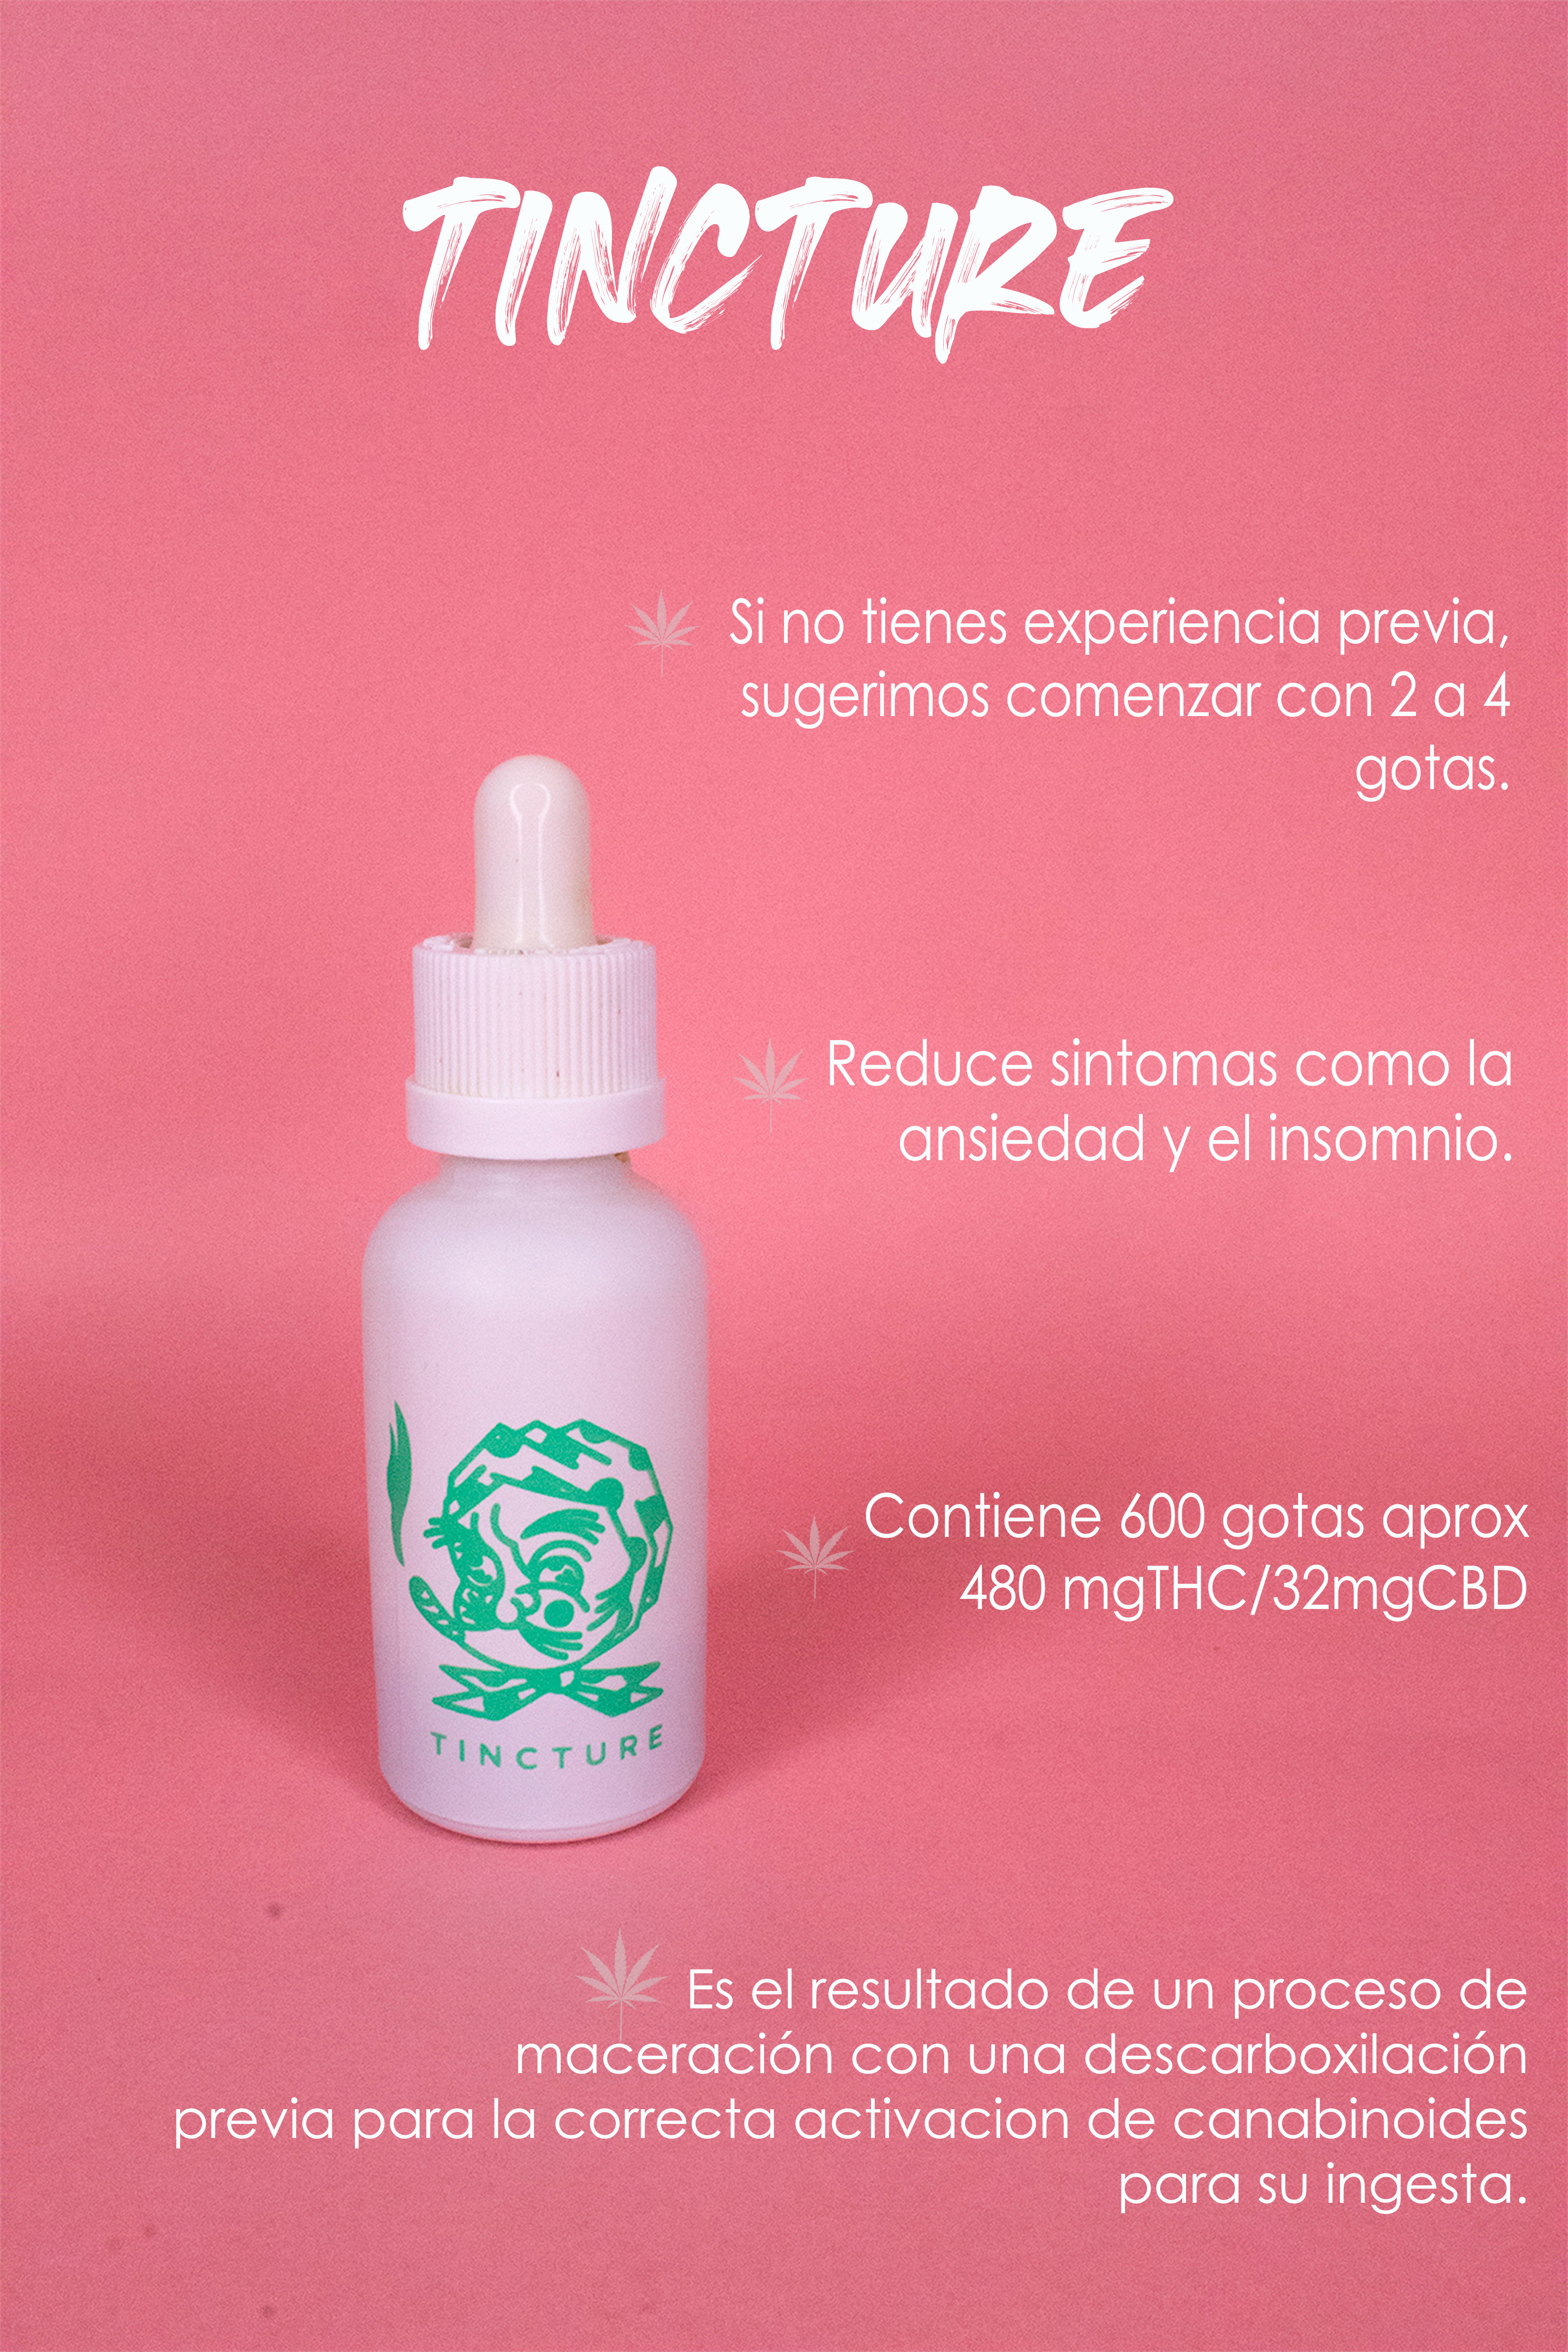 TINCTURE
Si no tienes experiencia previa,
sugerimos comenzar con 2 a 4
gotas.
Reduce sintomas como la
ansiedad y el insomnio.
Contiene 600 gotas aprox
480 mgTHC/32mgCBD
TINCTURE
Es el resultado de un proceso de
maceración con una descarboxilación
previa para la correcta activacion de canabinoides
para su ingesta.